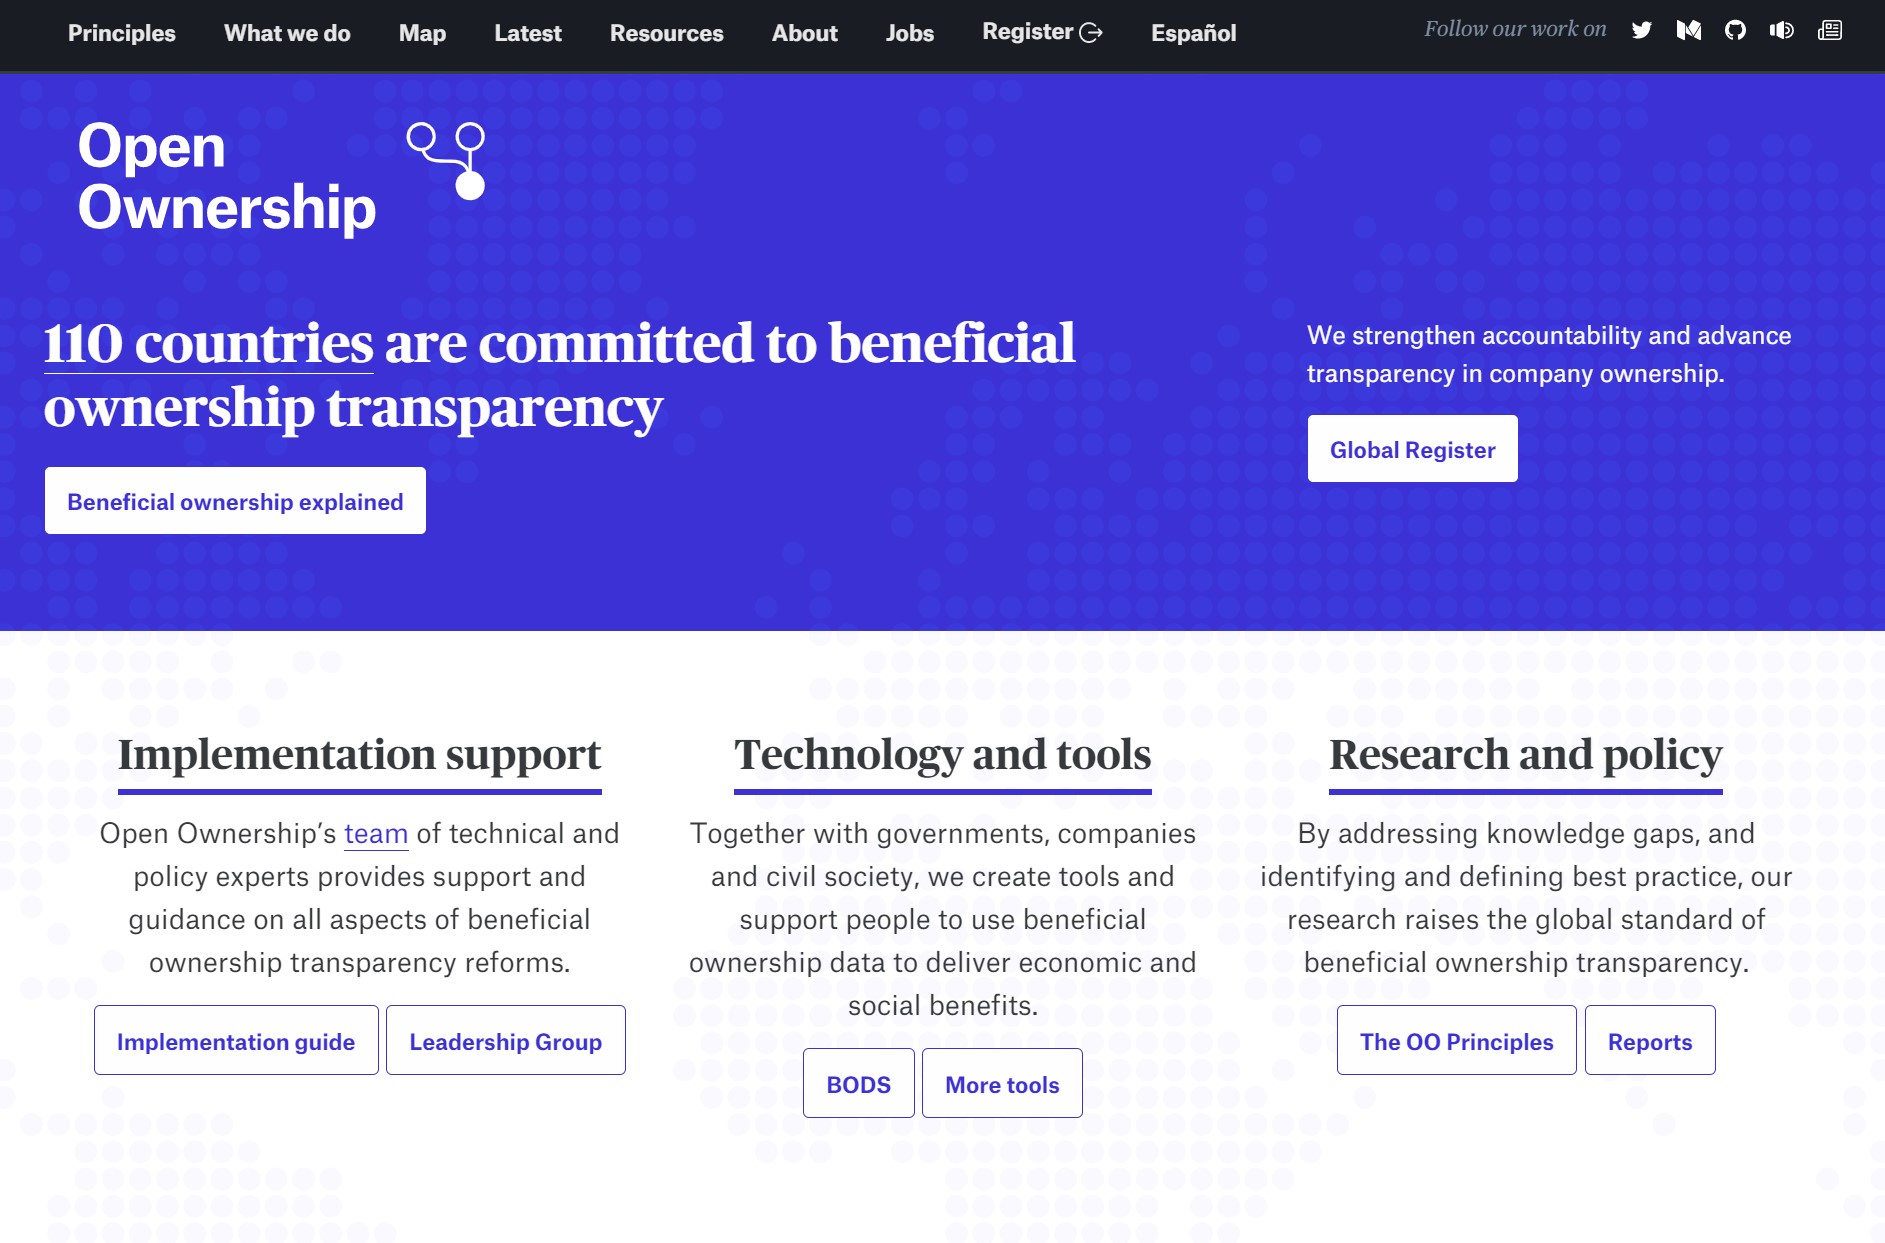 Principles What we do Map Latest Resources About Jobs Register Español Follow our work on
Open
Ownership
110 countries are committed to beneficial
ownership transparency
Beneficial ownership explained
We strengthen accountability and advance
transparency in company ownership.
Global Register
Implementation support
Open Ownership’s team of technical and
policy experts provides support and
guidance on all aspects of beneficial
ownership transparency reforms.
Implementation guide Leadership Group
Technology and tools
Together with governments, companies
and civil society, we create tools and
support people to use beneficial
ownership data to deliver economic and
social benefits.
BODS More tools
Research and policy
By addressing knowledge gaps, and
identifying and defining best practice, our
research raises the global standard of
beneficial ownership transparency.
The OO Principles Reports